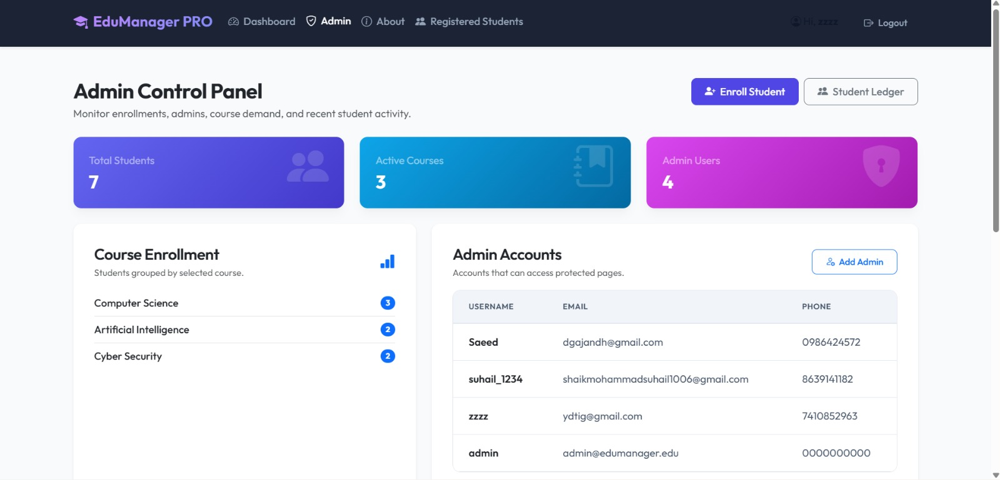 EduManager PRO Dashboard Admin About Registered Students Hi, zzzz Logout
Admin Control Panel
Monitor enrollments, admins, course demand, and recent student activity.
Enroll Student Student Ledger
Total Students
7
Active Courses
3
Admin Users
4
Course Enrollment
Students grouped by selected course.
Computer Science 3
Artificial Intelligence 2
Cyber Security 2
Admin Accounts
Accounts that can access protected pages.
Add Admin
USERNAME EMAIL PHONE
Saeed dgajandh@gmail.com 0986424572
suhail_1234 shaikmohammadsuhail1006@gmail.com 8639141182
zzzz ydtig@gmail.com 7410852963
admin admin@edumanager.edu 0000000000